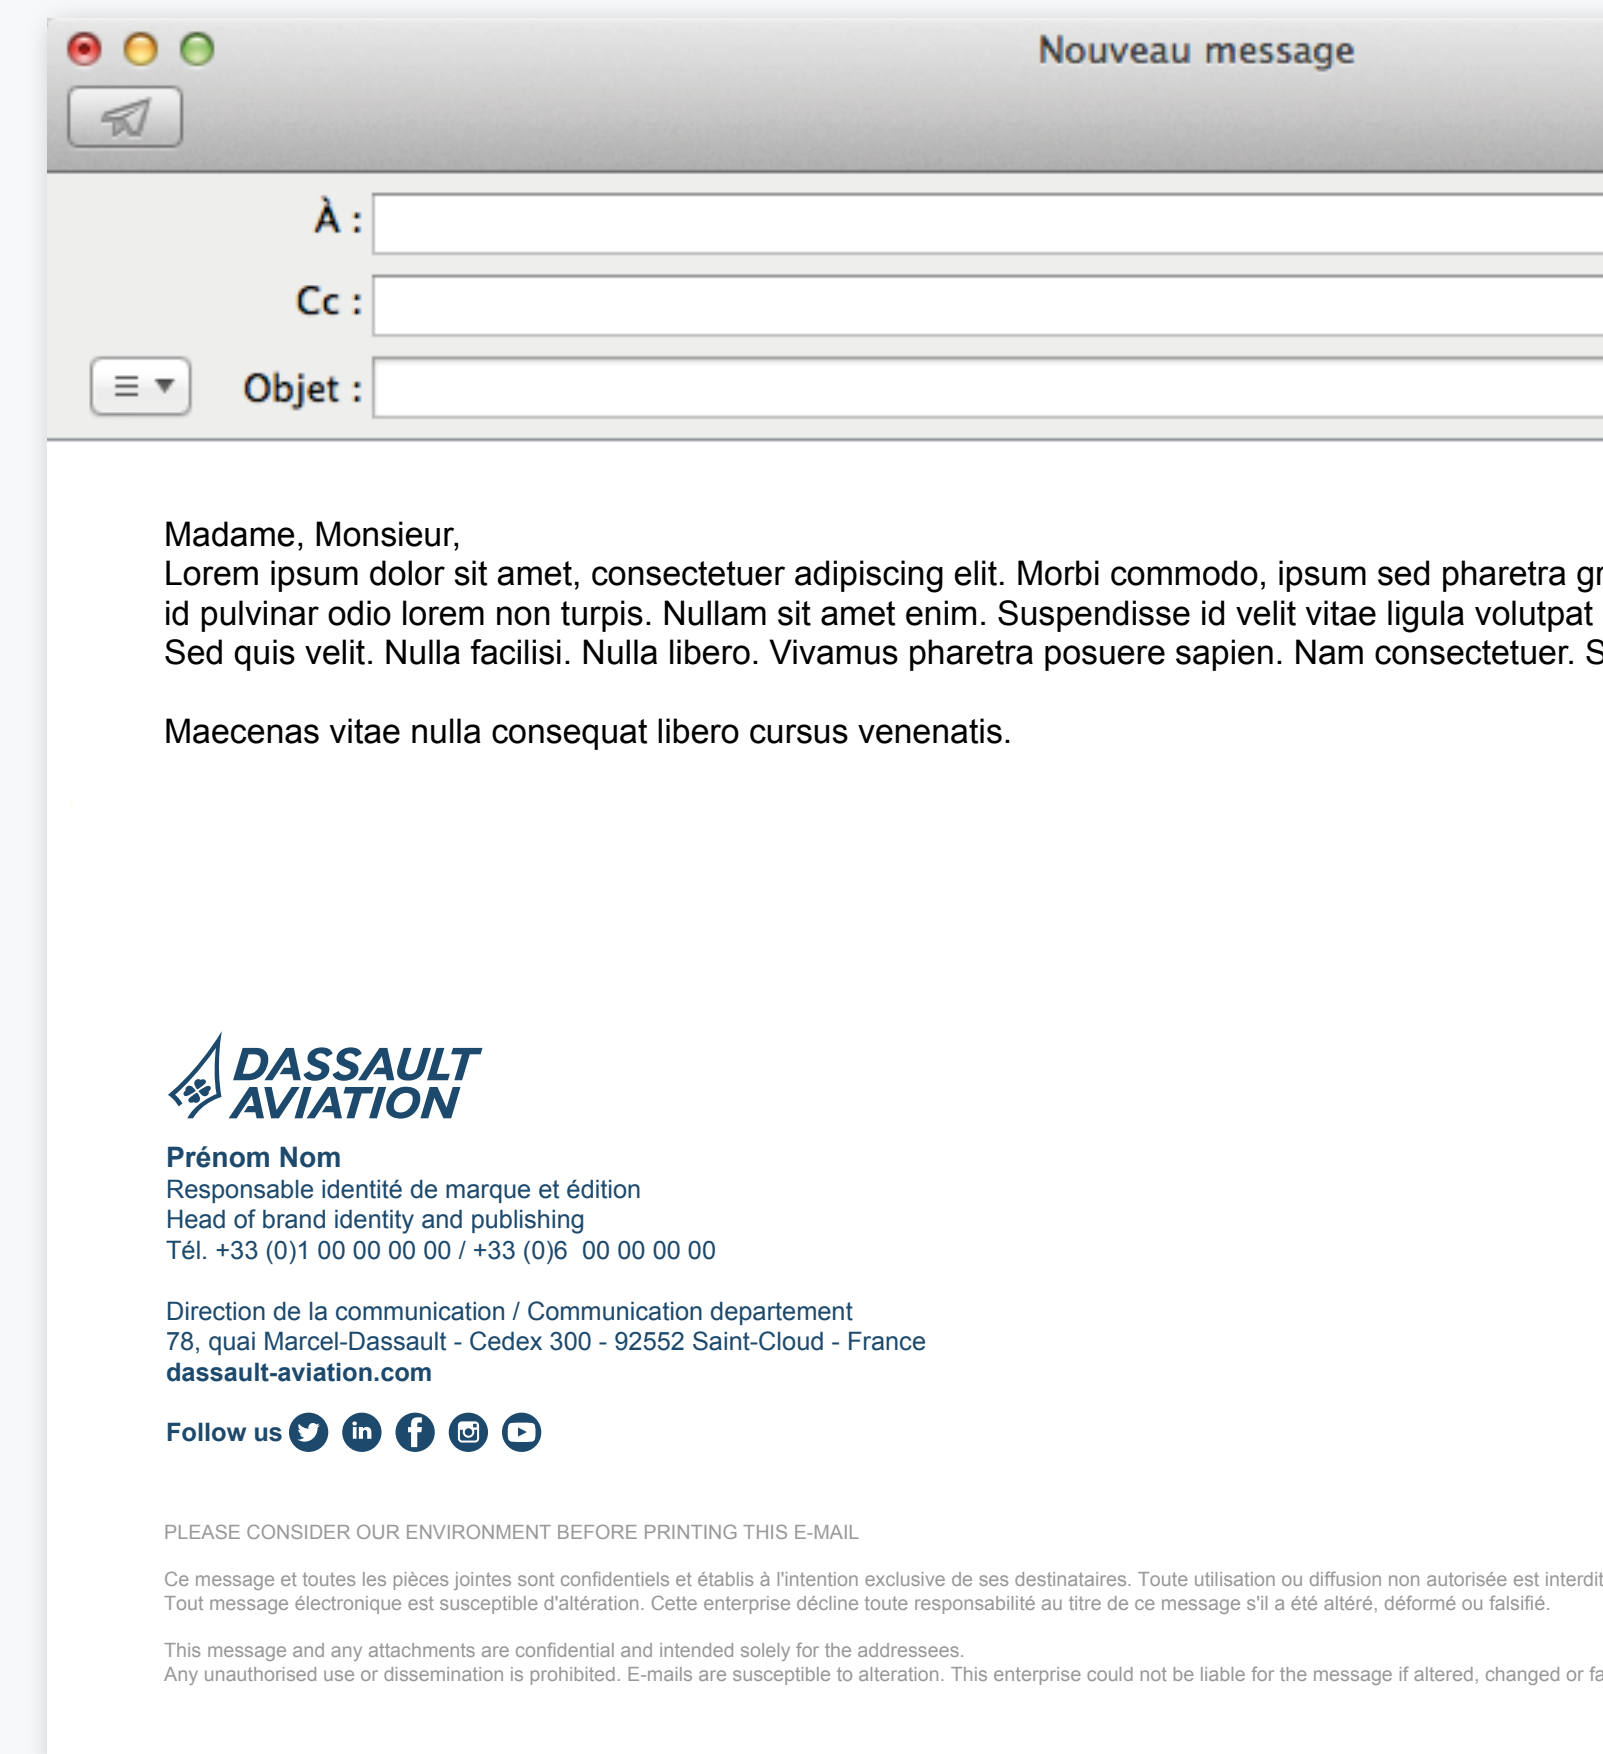 Nouveau message
À :
Cc :
Objet :
Madame, Monsieur,
Lorem ipsum dolor sit amet, consectetuer adipiscing elit. Morbi commodo, ipsum sed pharetra
id pulvinar odio lorem non turpis. Nullam sit amet enim. Suspendisse id velit vitae ligula volutpat
Sed quis velit. Nulla facilisi. Nulla libero. Vivamus pharetra posuere sapien. Nam consectetuer.
Maecenas vitae nulla consequat libero cursus venenatis.
DASSAULT
AVIATION
Prénom Nom
Responsable identité de marque et édition
Head of brand identity and publishing
Tél. +33 (0)1 00 00 00 00 / +33 (0)6  00 00 00 00
Direction de la communication / Communication departement
78, quai Marcel-Dassault - Cedex 300 - 92552 Saint-Cloud - France
dassault-aviation.com
Follow us
PLEASE CONSIDER OUR ENVIRONMENT BEFORE PRINTING THIS E-MAIL
Ce message et toutes les pièces jointes sont confidentiels et établis à l'intention exclusive de ses destinataires. Toute utilisation ou diffusion non autorisée est interdit
Tout message électronique est susceptible d'altération. Cette enterprise décline toute responsabilité au titre de ce message s'il a été altéré, déformé ou falsifié.
This message and any attachments are confidential and intended solely for the addressees.
Any unauthorised use or dissemination is prohibited. E-mails are susceptible to alteration. This enterprise could not be liable for the message if altered, changed or